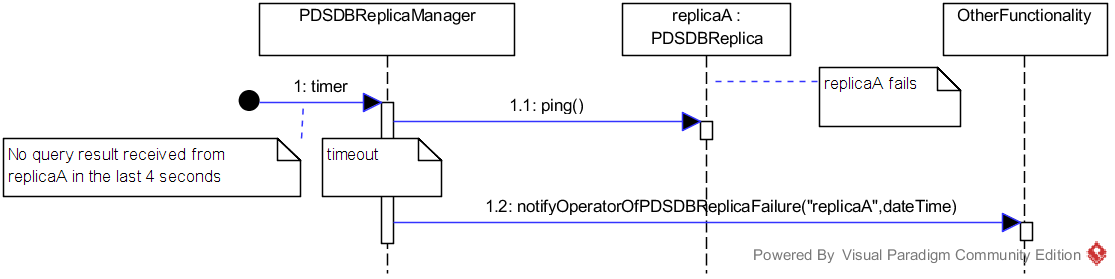 PDSDBReplicaManager
replicaA :
PDSDBReplica
OtherFunctionality
replicaA fails
1: timer
1.1: ping()
No query result received from
replicaA in the last 4 seconds
timeout
1.2: notifyOperatorOfPDSDBReplicaFailure("replicaA",dateTime)
Powered By Visual Paradigm Community Edition